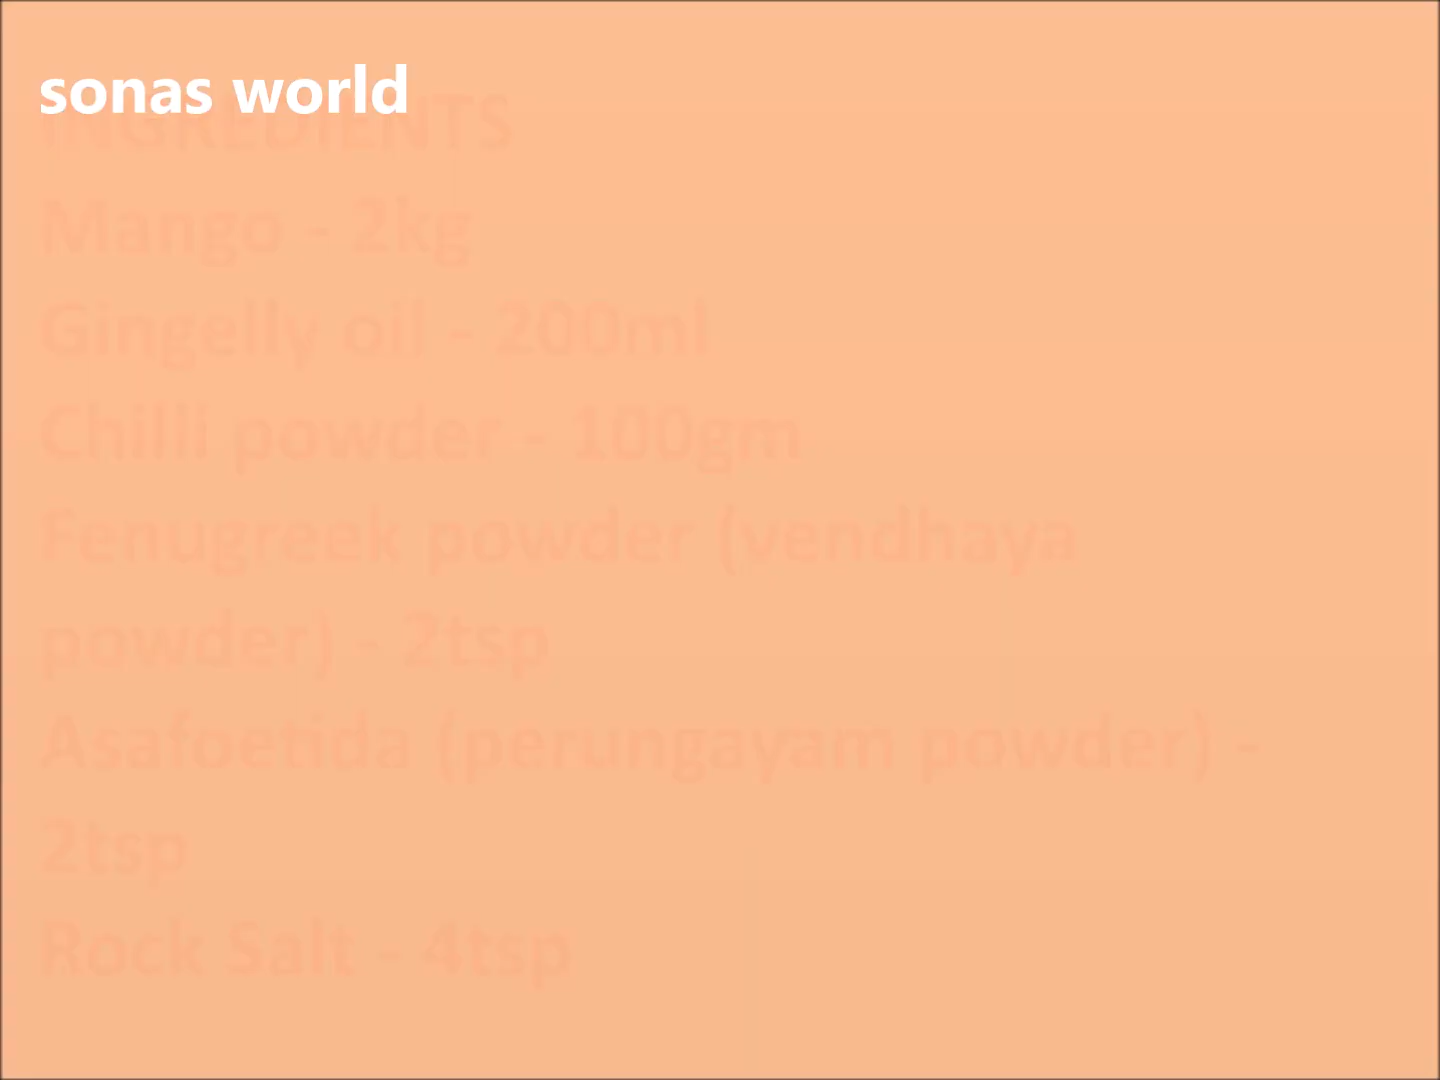 sonas world
INGREDIENTS
Mango - 2kg
Gingelly oil - 200ml
Chilli powder - 100gm
Fenugreek powder (vendhaya
powder) - 2tsp
Asafoetida (perungayam powder) -
2tsp
Rock Salt - 4tsp